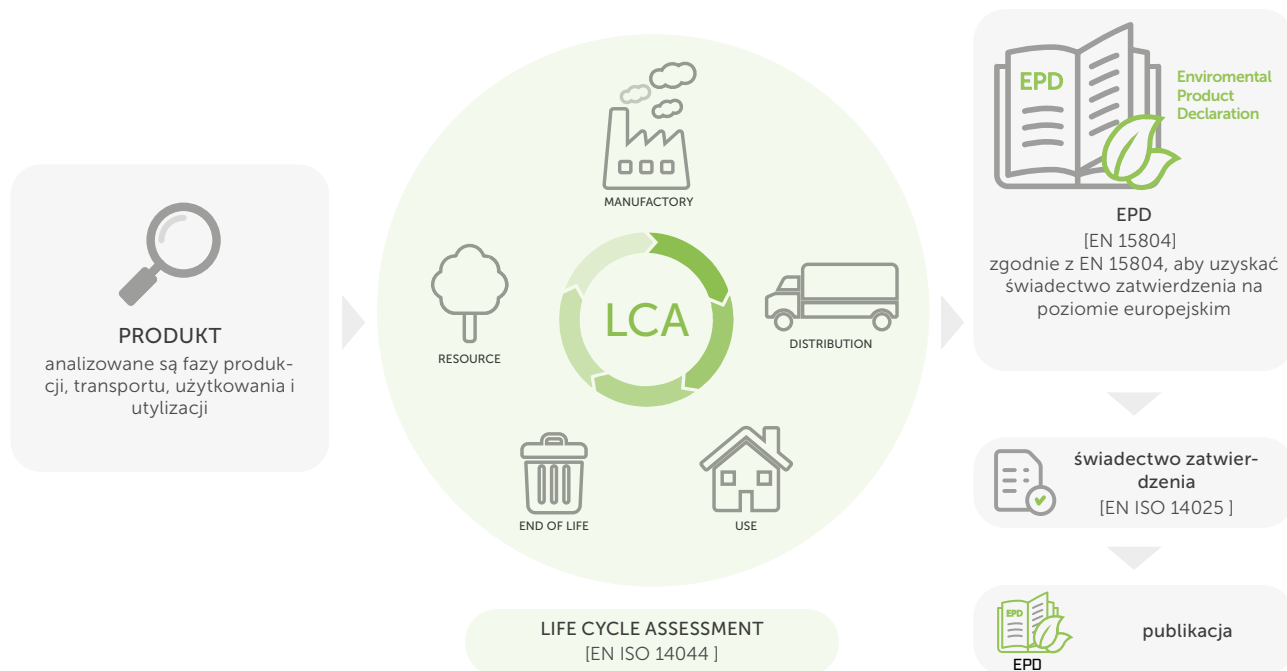 PRODUKT
analizowane są fazy produk-
cji, transportu, użytkowania i
utylizacji
MANUFACTORY
RESOURCE
LCA
DISTRIBUTION
END OF LIFE
USE
LIFE CYCLE ASSESSMENT
[EN ISO 14044 ]
EPD
Enviromental
Product
Declaration
EPD
[EN 15804]
zgodnie z EN 15804, aby uzyskać
świadectwo zatwierdzenia na
poziomie europejskim
świadectwo zatwier-
dzenia
[EN ISO 14025 ]
EPD
publikacja
EPD